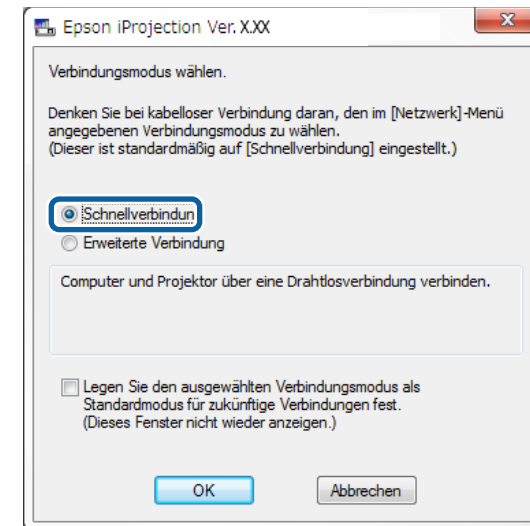 Epson iProjection Ver. X.XX
Verbindungsmodus wählen.
Denken Sie bei kabelloser Verbindung daran, den im [Netzwerk]-Menü
angegebenen Verbindungsmodus zu wählen.
(Dieser ist standardmäßig auf [Schnellverbindung] eingestellt.)
Schnellverbindun
Erweiterte Verbindung
Computer und Projektor über eine Drahtlosverbindung verbinden.
Legen Sie den ausgewählten Verbindungsmodus als
Standardmodus für zukünftige Verbindungen fest.
(Dieses Fenster nicht wieder anzeigen.)
OK
Abbrechen